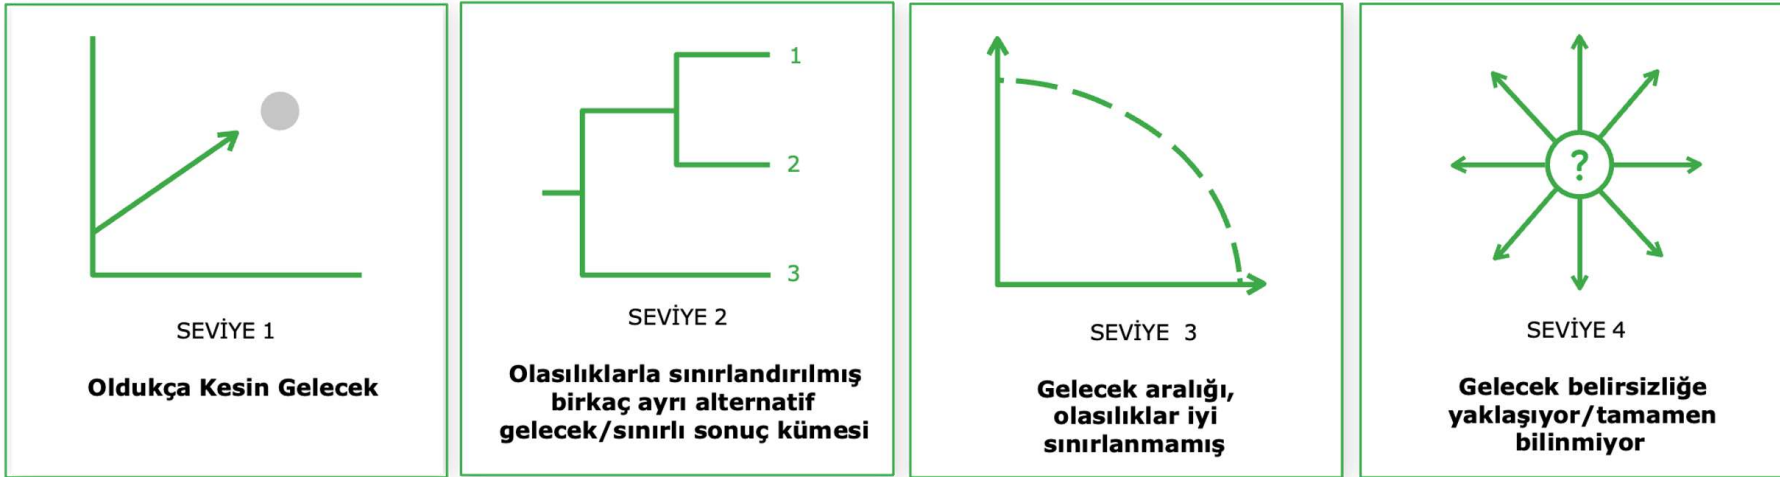 SEVİYE 1
Oldukça Kesin Gelecek
1
2
3
SEVİYE 2
Olasılıklarla sınırlandırılmış
birkaç ayrı alternatif
gelecek/sınırlı sonuç kümesi
SEVİYE 3
Gelecek aralığı,
olasılıklar iyi
sınırlanmamış
?
SEVİYE 4
Gelecek belirsizliğe
yaklaşıyor/tamamen
bilinmiyor